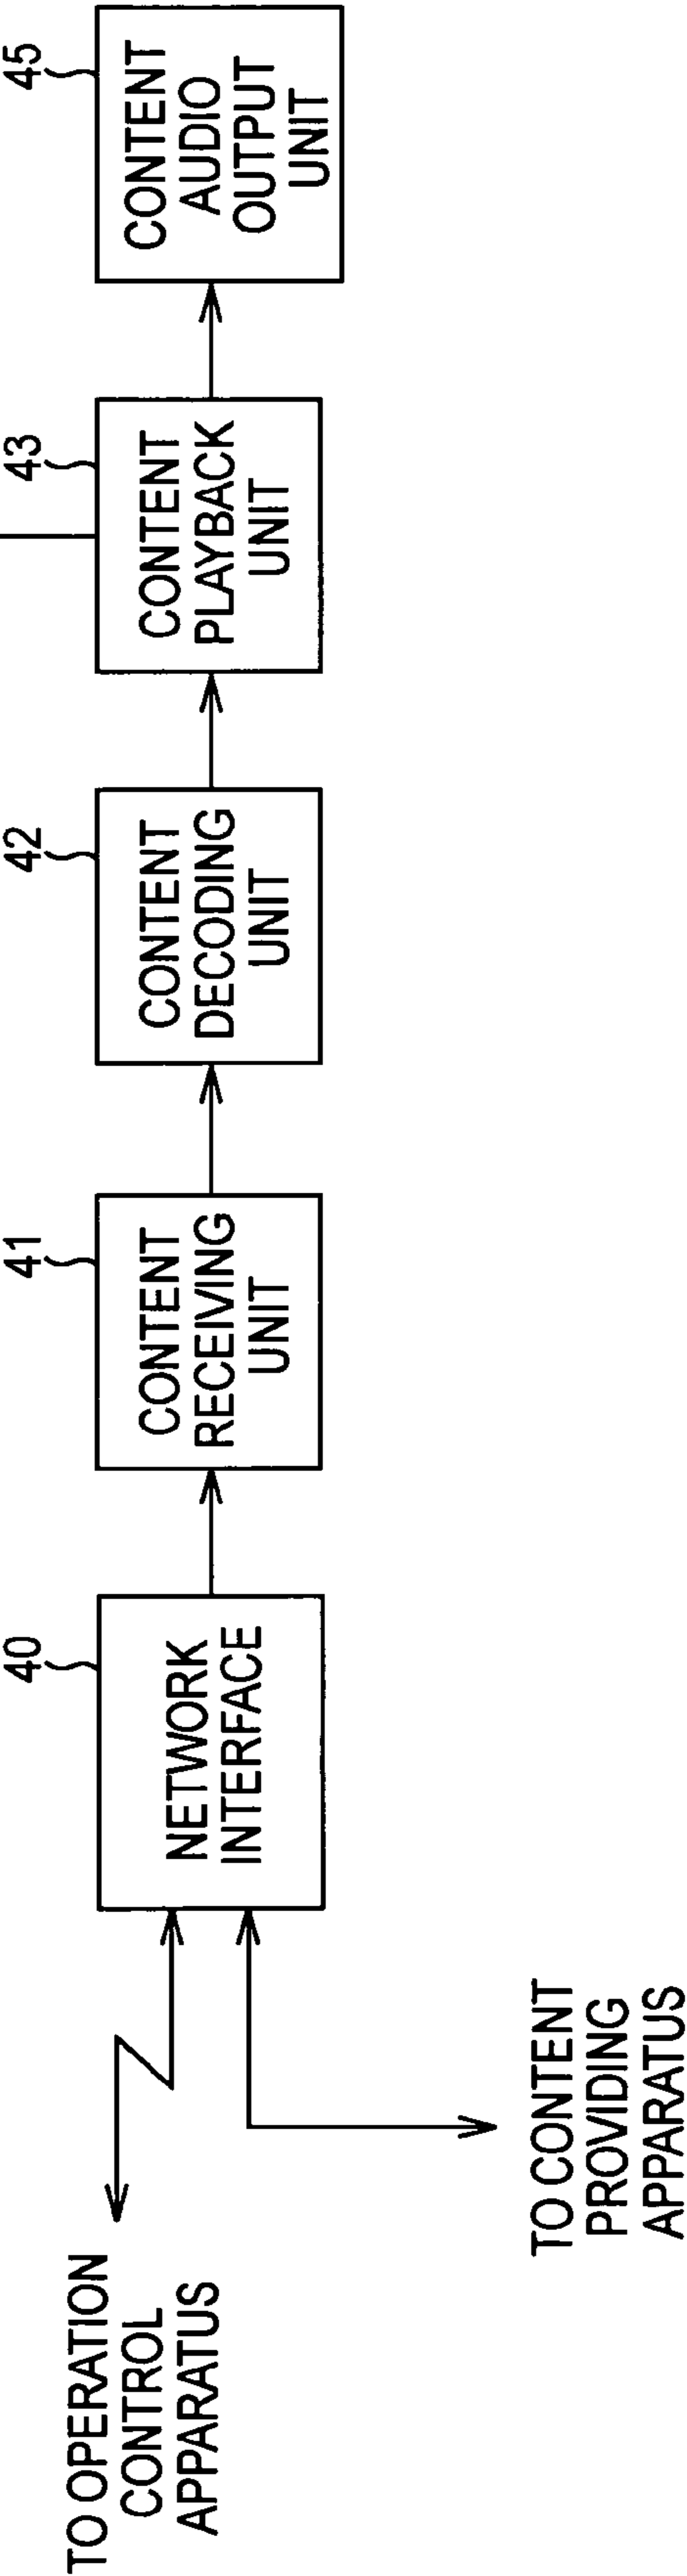 TO OPERATION
CONTROL
APPARATUS
TO CONTENT
PROVIDING
APPARATUS
40
NETWORK
INTERFACE
41
CONTENT
RECEIVING
UNIT
42
CONTENT
DECODING
UNIT
43
CONTENT
PLAYBACK
UNIT
45
CONTENT
AUDIO
OUTPUT
UNIT